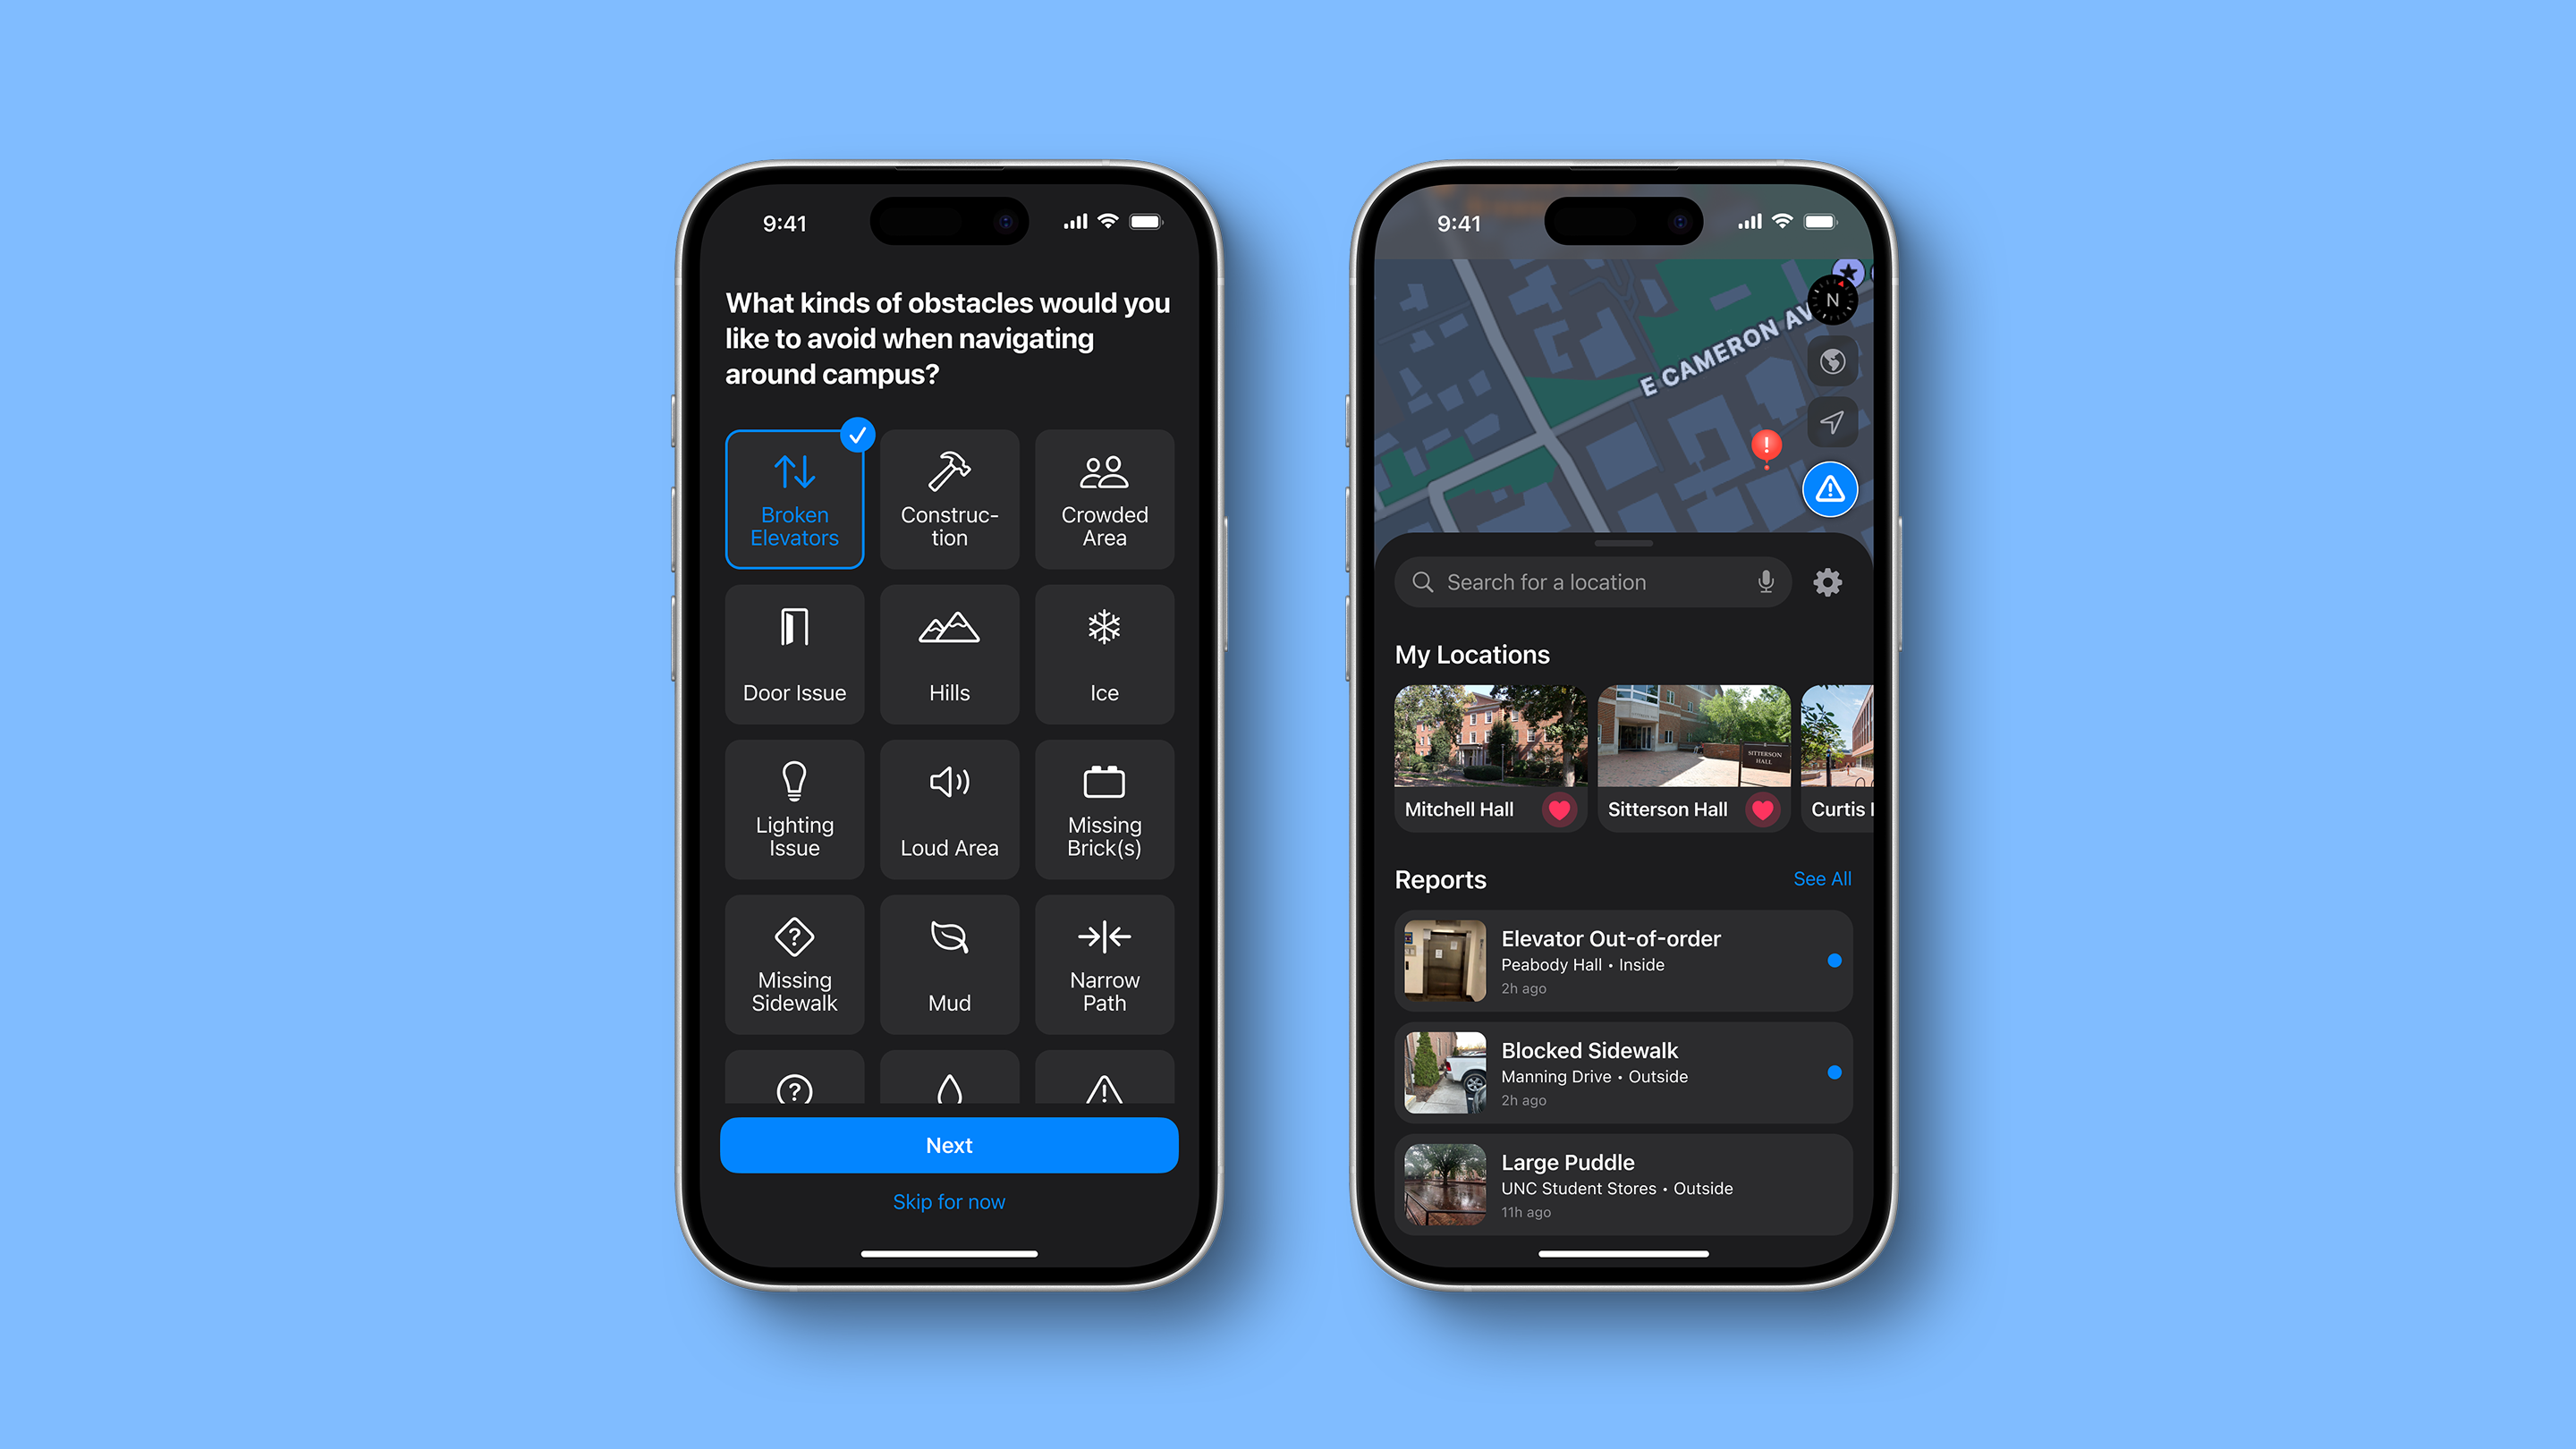 9:41
What kinds of obstacles would you
like to avoid when navigating
around campus?
Broken
Elevators
Construc-
tion
Crowded
Area
Door Issue
Hills
Ice
Lighting
Issue
Loud Area
Missing
Brick(s)
Missing
Sidewalk
Mud
Narrow
Path
Next
Skip for now
9:41
N
E CAMERON AV
Search for a location
My Locations
SITTERSON
HALL
Mitchell Hall
Sitterson Hall
Curtis
Reports
See All
Elevator Out-of-order
Peabody Hall • Inside
2h ago
Blocked Sidewalk
Manning Drive • Outside
2h ago
Large Puddle
UNC Student Stores • Outside
11h ago